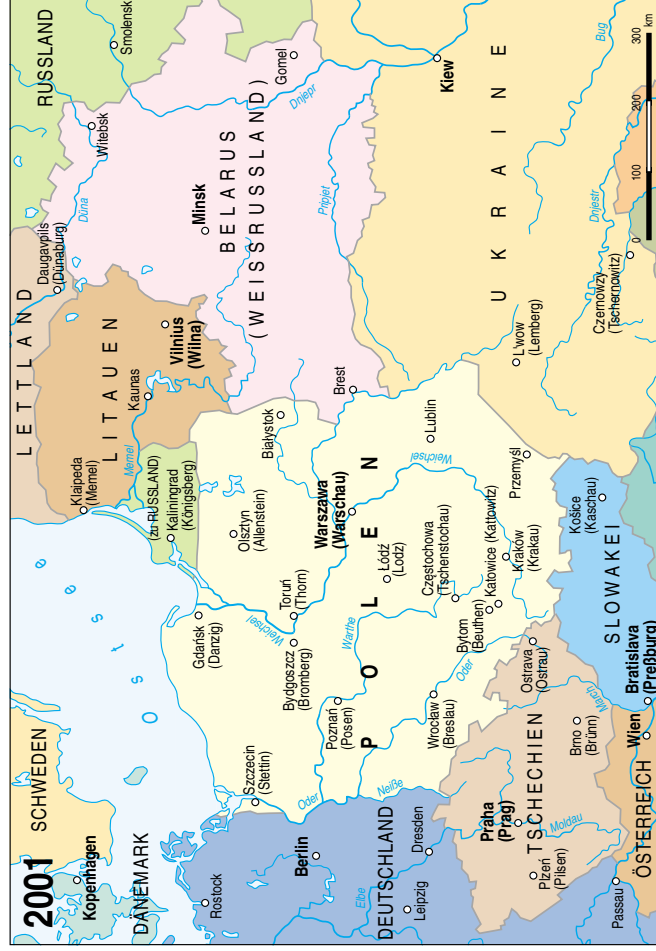 2001
SCHWEDEN
Kopenhagen
DÄNEMARK
Ostsee
LETTLAND
Daugavpils
(Dünaburg)
RUSSLAND
Smolensk
Witebsk
Düna
Klaipeda
(Memel)
LITAUEN
Kaunas
Memel
Vilnius
(Wilna)
(zu RUSSLAND)
Kaliningrad
(Königsberg)
Minsk
BELARUS
(WEISSRUSSLAND)
Gomel
Dnjepr
Pripjet
Brest
Rostock
Berlin
Elbe
DEUTSCHLAND
Leipzig
Dresden
Szczecin
(Stettin)
Oder
Neiße
Gdańsk
(Danzig)
Weichsel
Olsztyn
(Allenstein)
Białystok
Bydgoszcz
(Bromberg)
Toruń
(Thorn)
Poznań
(Posen)
Warthe
Warszawa
(Warschau)
POLEN
Łódź
(Lodz)
Lublin
Weichsel
Wrocław
(Breslau)
Oder
Częstochowa
(Tschenstochau)
Bytom
(Beuthen)
Katowice (Kattowitz)
Kraków
(Krakau)
Przemyśl
Kiew
UKRAINE
L'wow
(Lemberg)
Bug
Dnjestr
Czernowzy
(Tschernowitz)
Praha
(Prag)
TSCHECHIEN
Plzeń
(Pilsen)
Moldau
Ostrava
(Ostrau)
Brno
(Brünn)
March
SLOWAKEI
Košice
(Kaschau)
Bratislava
(Preßburg)
Passau
ÖSTERREICH
Wien
0 100 200 300
km